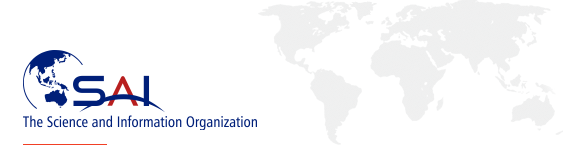 SAI
The Science and Information Organization